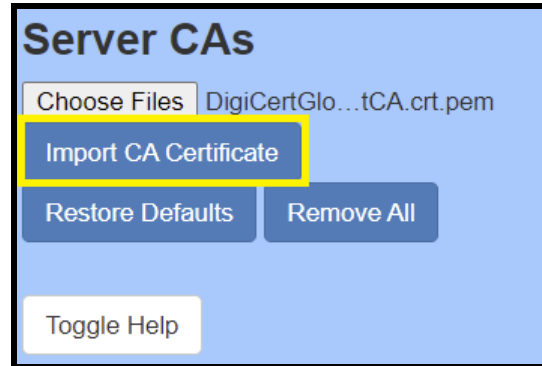 Server CAs
Choose Files DigiCertGlo…tCA.crt.pem
Import CA Certificate
Restore Defaults Remove All
Toggle Help